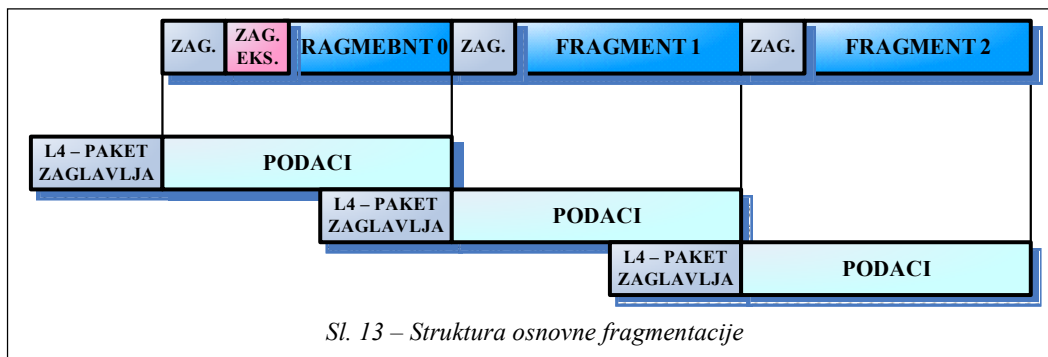 ZAG.
ZAG.
EKS.
RAGMEBNT 0
ZAG.
FRAGMENT 1
ZAG.
FRAGMENT 2
L4 – PAKET
ZAGLAVLJA
PODACI
L4 – PAKET
ZAGLAVLJA
PODACI
L4 – PAKET
ZAGLAVLJA
PODACI
Sl. 13 – Struktura osnovne fragmentacije